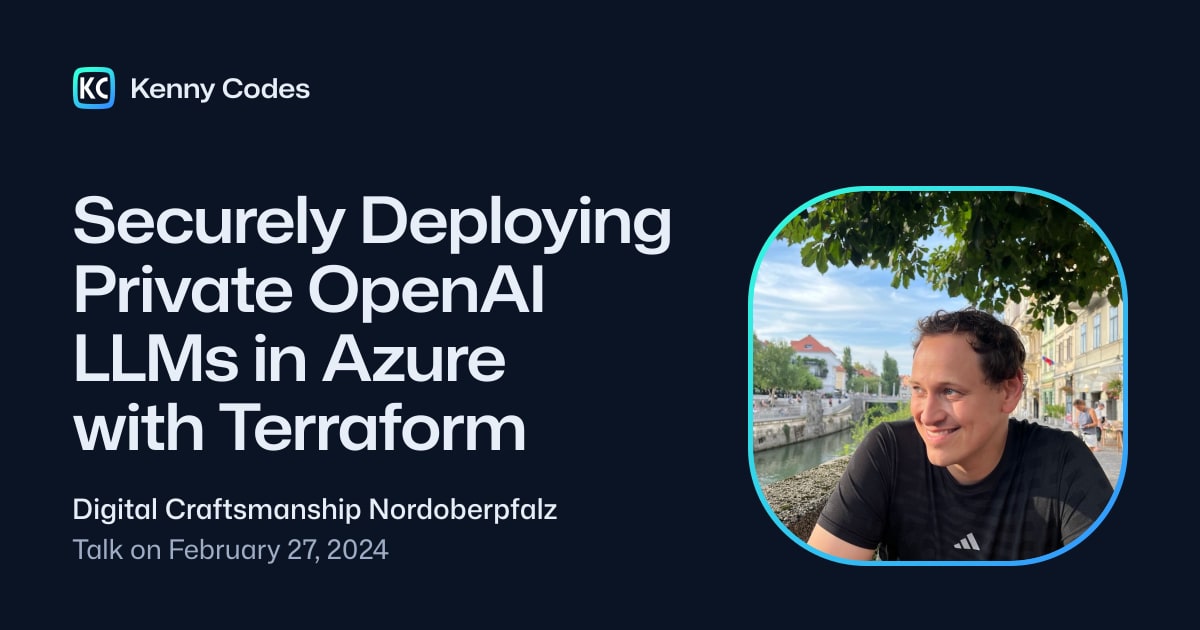 KC
Kenny Codes
Securely Deploying
Private OpenAI
LLMs in Azure
with Terraform
Digital Craftsmanship Nordoberpfalz
Talk on February 27, 2024